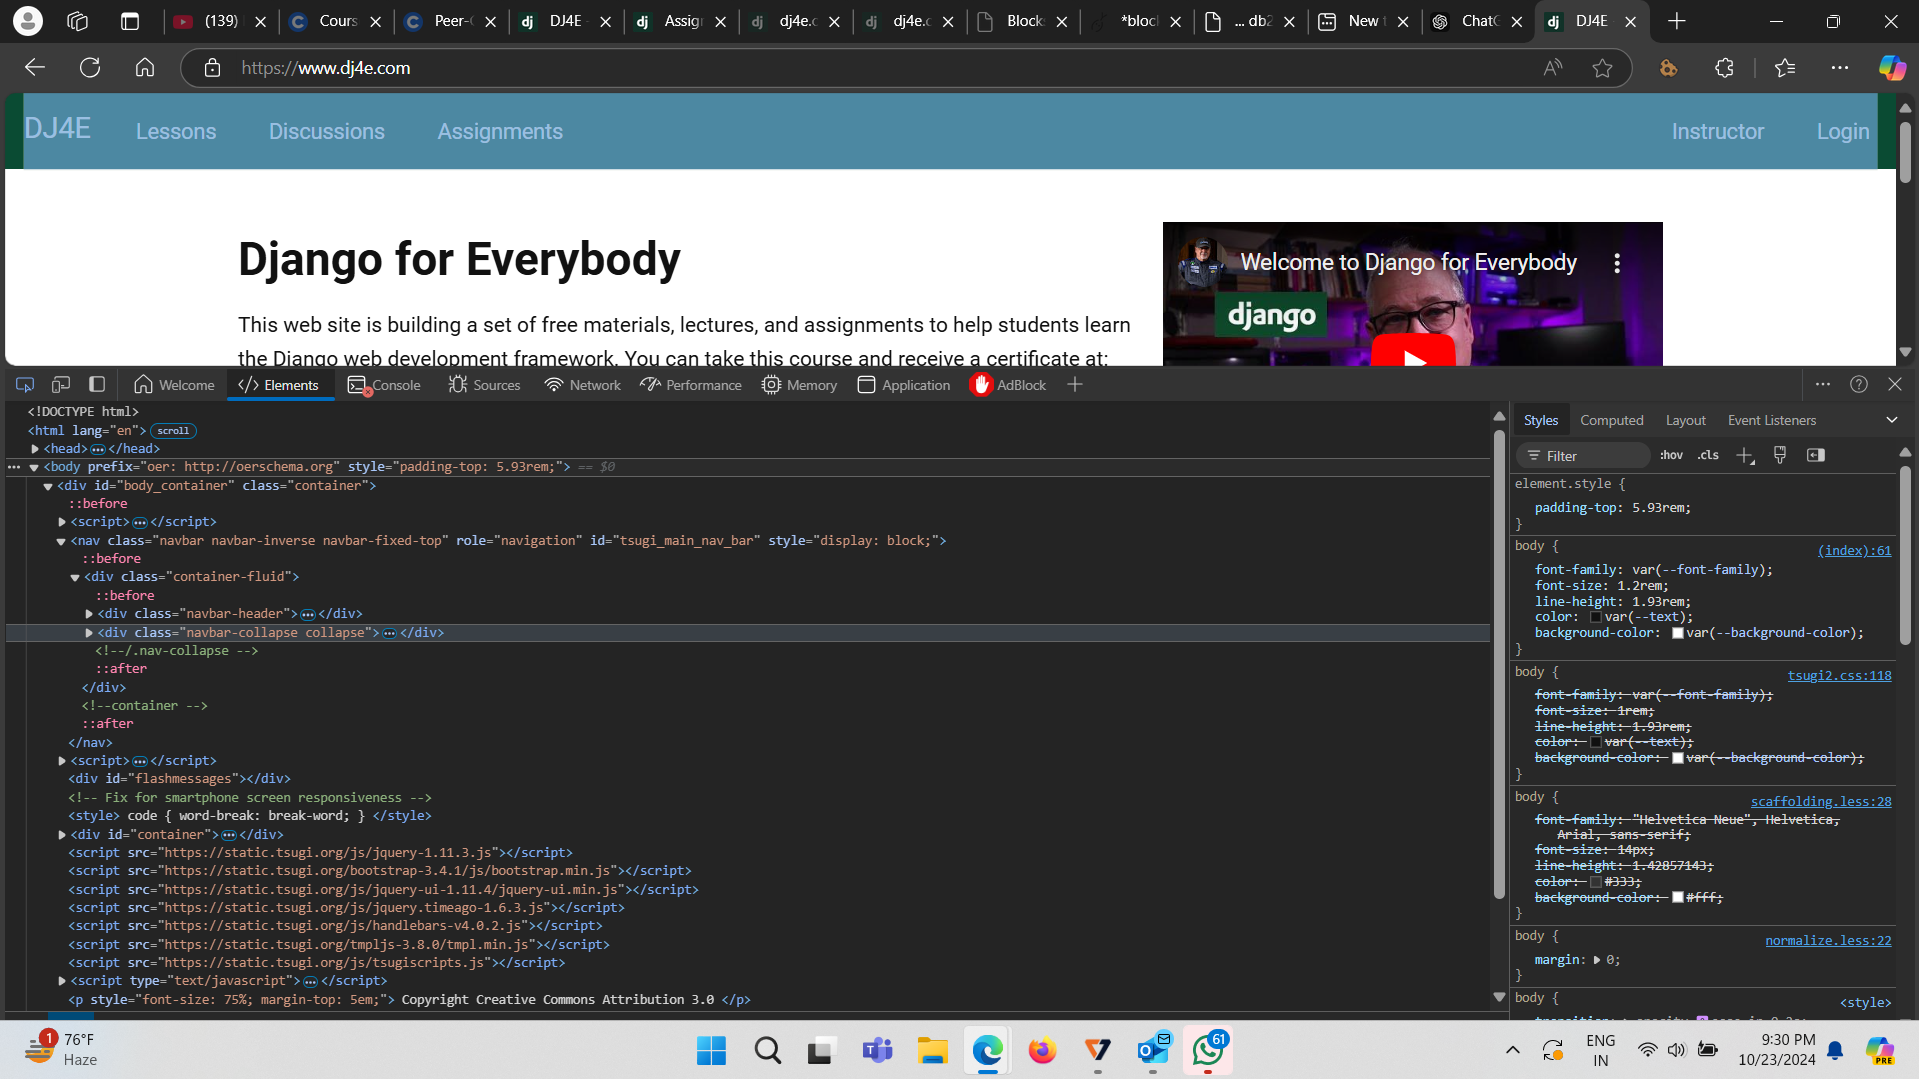 (139)
Cours
Peer-G
DJ4E
Assig
dj4e.c
dj4e.c
Block
*block
... db2
New t
ChatG
DJ4E
https://www.dj4e.com
DJ4E
Lessons
Discussions
Assignments
Instructor
Login
Django for Everybody
This web site is building a set of free materials, lectures, and assignments to help students learn
the Django web development framework. You can take this course and receive a certificate at:
Welcome to Django for Everybody
django
Welcome
Elements
Console
Sources
Network
Performance
Memory
Application
AdBlock
<!DOCTYPE html>
<html lang="en"> scroll
<head> ••• </head>
••• <body prefix="oer: http://oerschema.org" style="padding-top: 5.93rem;"> == $0
<div id="body_container" class="container">
::before
<script> ••• </script>
<nav class="navbar navbar-inverse navbar-fixed-top" role="navigation" id="tsugi_main_nav_bar" style="display: block;">
::before
<div class="container-fluid">
::before
<div class="navbar-header"> ••• </div>
<div class="navbar-collapse collapse"> ••• </div>
<!--/.nav-collapse -->
::after
</div>
<!--container -->
::after
</nav>
<script> ••• </script>
<div id="flashmessages"></div>
<!-- Fix for smartphone screen responsiveness -->
<style> code { word-break: break-word; } </style>
<div id="container"> ••• </div>
<script src="https://static.tsugi.org/js/jquery-1.11.3.js"></script>
<script src="https://static.tsugi.org/bootstrap-3.4.1/js/bootstrap.min.js"></script>
<script src="https://static.tsugi.org/js/jquery-ui-1.11.4/jquery-ui.min.js"></script>
<script src="https://static.tsugi.org/js/jquery.timeago-1.6.3.js"></script>
<script src="https://static.tsugi.org/js/handlebars-v4.0.2.js"></script>
<script src="https://static.tsugi.org/tmpljs-3.8.0/tmpl.min.js"></script>
<script src="https://static.tsugi.org/js/tsugiscripts.js"></script>
<script type="text/javascript"> ••• </script>
<p style="font-size: 75%; margin-top: 5em;"> Copyright Creative Commons Attribution 3.0 </p>
Styles
Computed
Layout
Event Listeners
Filter
:hov
.cls
element.style {
padding-top: 5.93rem;
}
body {
(index):61
font-family: var(--font-family);
font-size: 1.2rem;
line-height: 1.93rem;
color: var(--text);
background-color: var(--background-color);
}
body {
tsugi2.css:118
font-family: var(--font-family);
font-size: 1rem;
line-height: 1.93rem;
color: var(--text);
background-color: var(--background-color);
}
body {
scaffolding.less:28
font-family: "Helvetica Neue", Helvetica,
Arial, sans-serif;
font-size: 14px;
line-height: 1.42857143;
color: #333;
background-color: #fff;
}
body {
normalize.less:22
margin: 0;
}
body {
<style>
1
76°F
Haze
61
PRE
ENG
IN
9:30 PM
10/23/2024